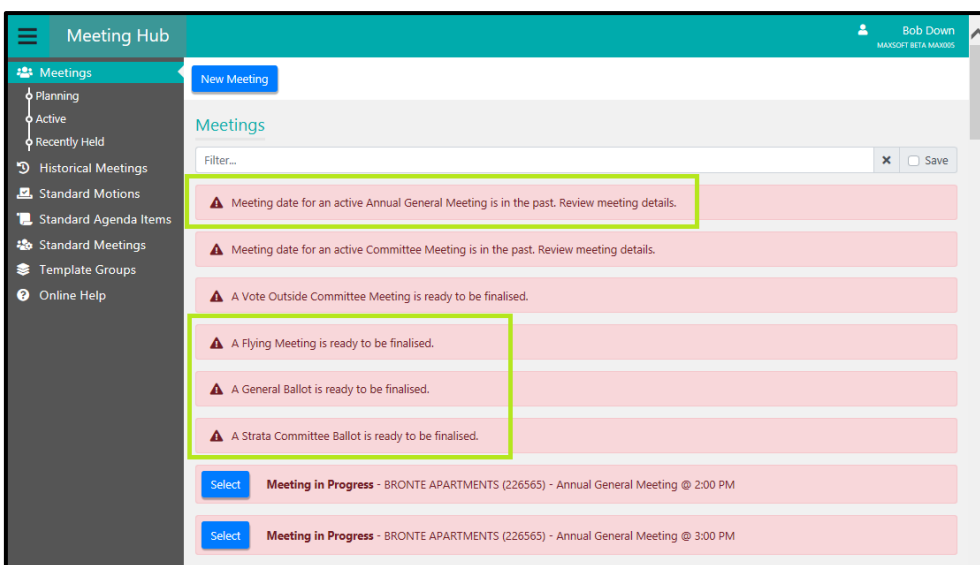 Meeting Hub
Bob Down
MAXSOFT BETA MAX005
Meetings
Planning
Active
Recently Held
Historical Meetings
Standard Motions
Standard Agenda Items
Standard Meetings
Template Groups
Online Help
New Meeting
Meetings
Filter...
Save
Meeting date for an active Annual General Meeting is in the past. Review meeting details.
Meeting date for an active Committee Meeting is in the past. Review meeting details.
A Vote Outside Committee Meeting is ready to be finalised.
A Flying Meeting is ready to be finalised.
A General Ballot is ready to be finalised.
A Strata Committee Ballot is ready to be finalised.
Select Meeting in Progress - BRONTE APARTMENTS (226565) - Annual General Meeting @ 2:00 PM
Select Meeting in Progress - BRONTE APARTMENTS (226565) - Annual General Meeting @ 3:00 PM